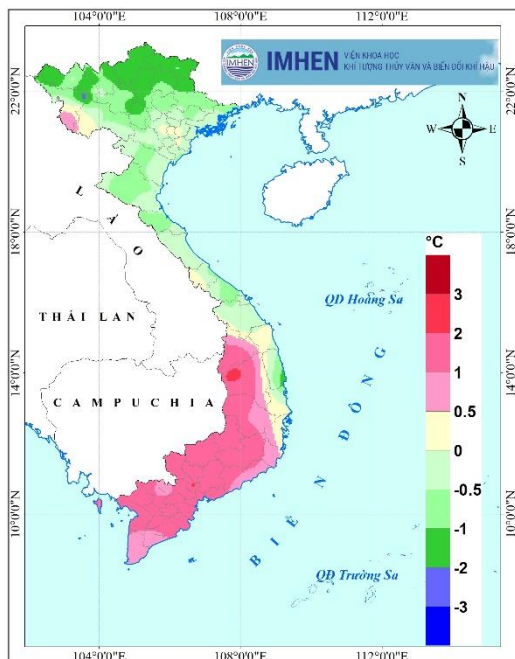 104°0'0"E 108°0'0"E 112°0'0"E
IMHEN
VIỆN KHOA HỌC
KHÍ TƯỢNG THỦY VĂN VÀ BIẾN ĐỔI KHÍ HẬU
22°0'0"N
22°0'0"N
N
W E
S
LÀO
18°0'0"N
18°0'0"N
°C
3
2
1
0.5
0
-0.5
-1
-2
-3
QĐ Hoàng Sa
THÁI LAN
14°0'0"N
14°0'0"N
CAMPUCHIA
BIỂN ĐÔNG
10°0'0"N
10°0'0"N
QĐ Trường Sa
104°0'0"E 108°0'0"E 112°0'0"E